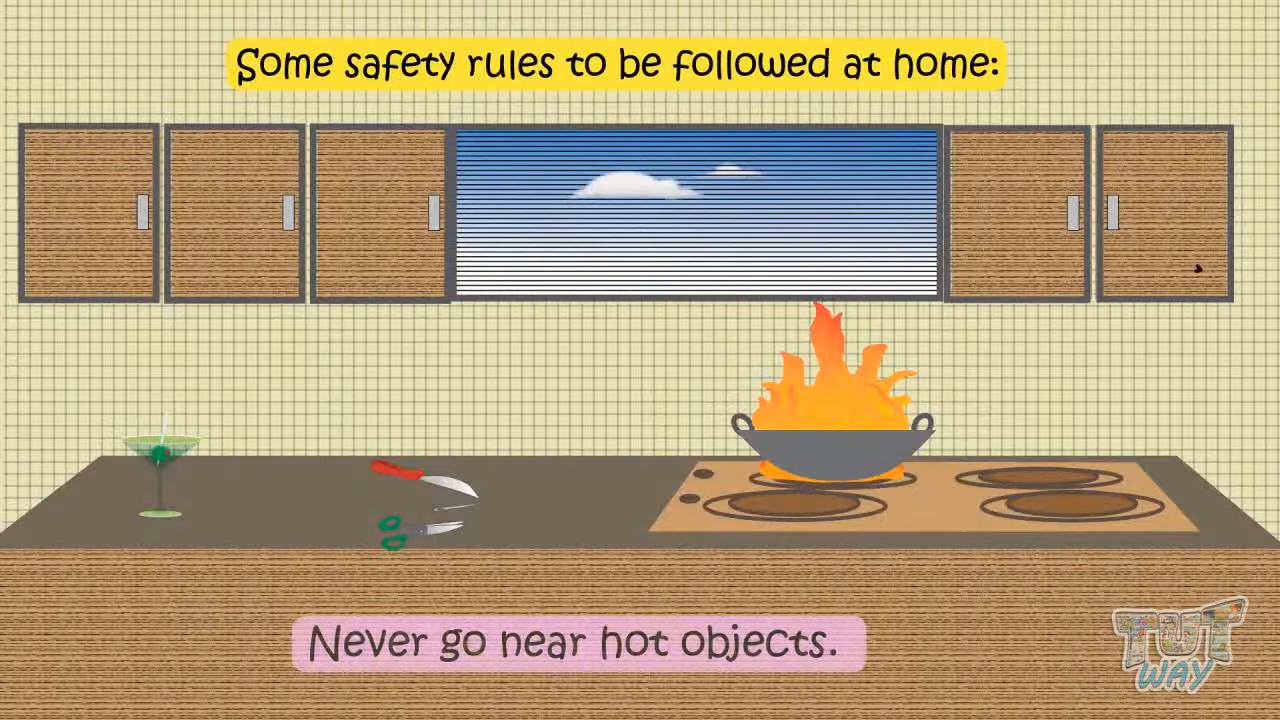 Some safety rules to be followed at home:
Never go near hot objects.
TUT
WAY